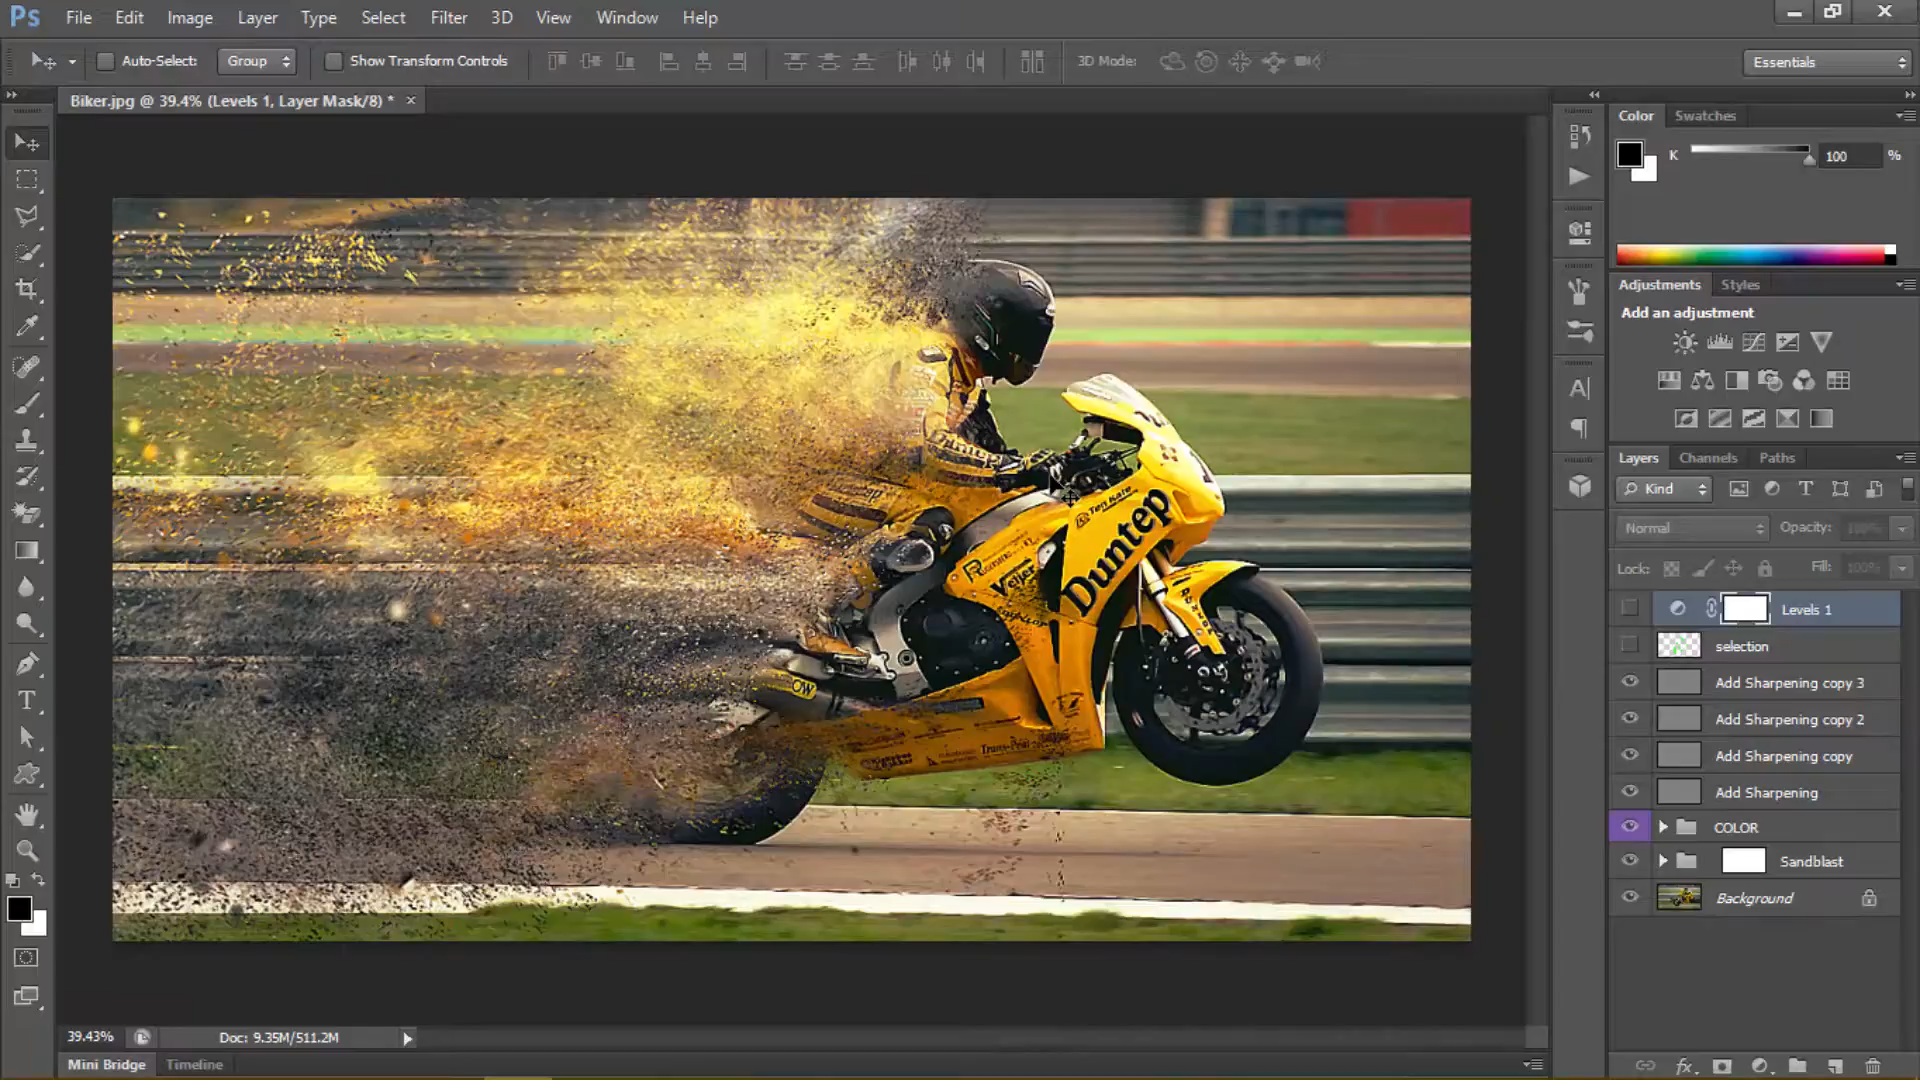 Ps File Edit Image Layer Type Select Filter 3D View Window Help
Auto-Select: Group Show Transform Controls 3D Mode: Essentials
Biker.jpg @ 39.4% (Levels 1, Layer Mask/8) * ×
Color Swatches
K 100 %
Adjustments Styles
Add an adjustment
Layers Channels Paths
Kind
Normal Opacity: 100%
Lock: Fill: 100%
Levels 1
selection
Add Sharpening copy 3
Add Sharpening copy 2
Add Sharpening copy
Add Sharpening
COLOR
Sandblast
Background
Ten Kate
Duntep
Veijer
39.43% Doc: 9.35M/511.2M
Mini Bridge Timeline